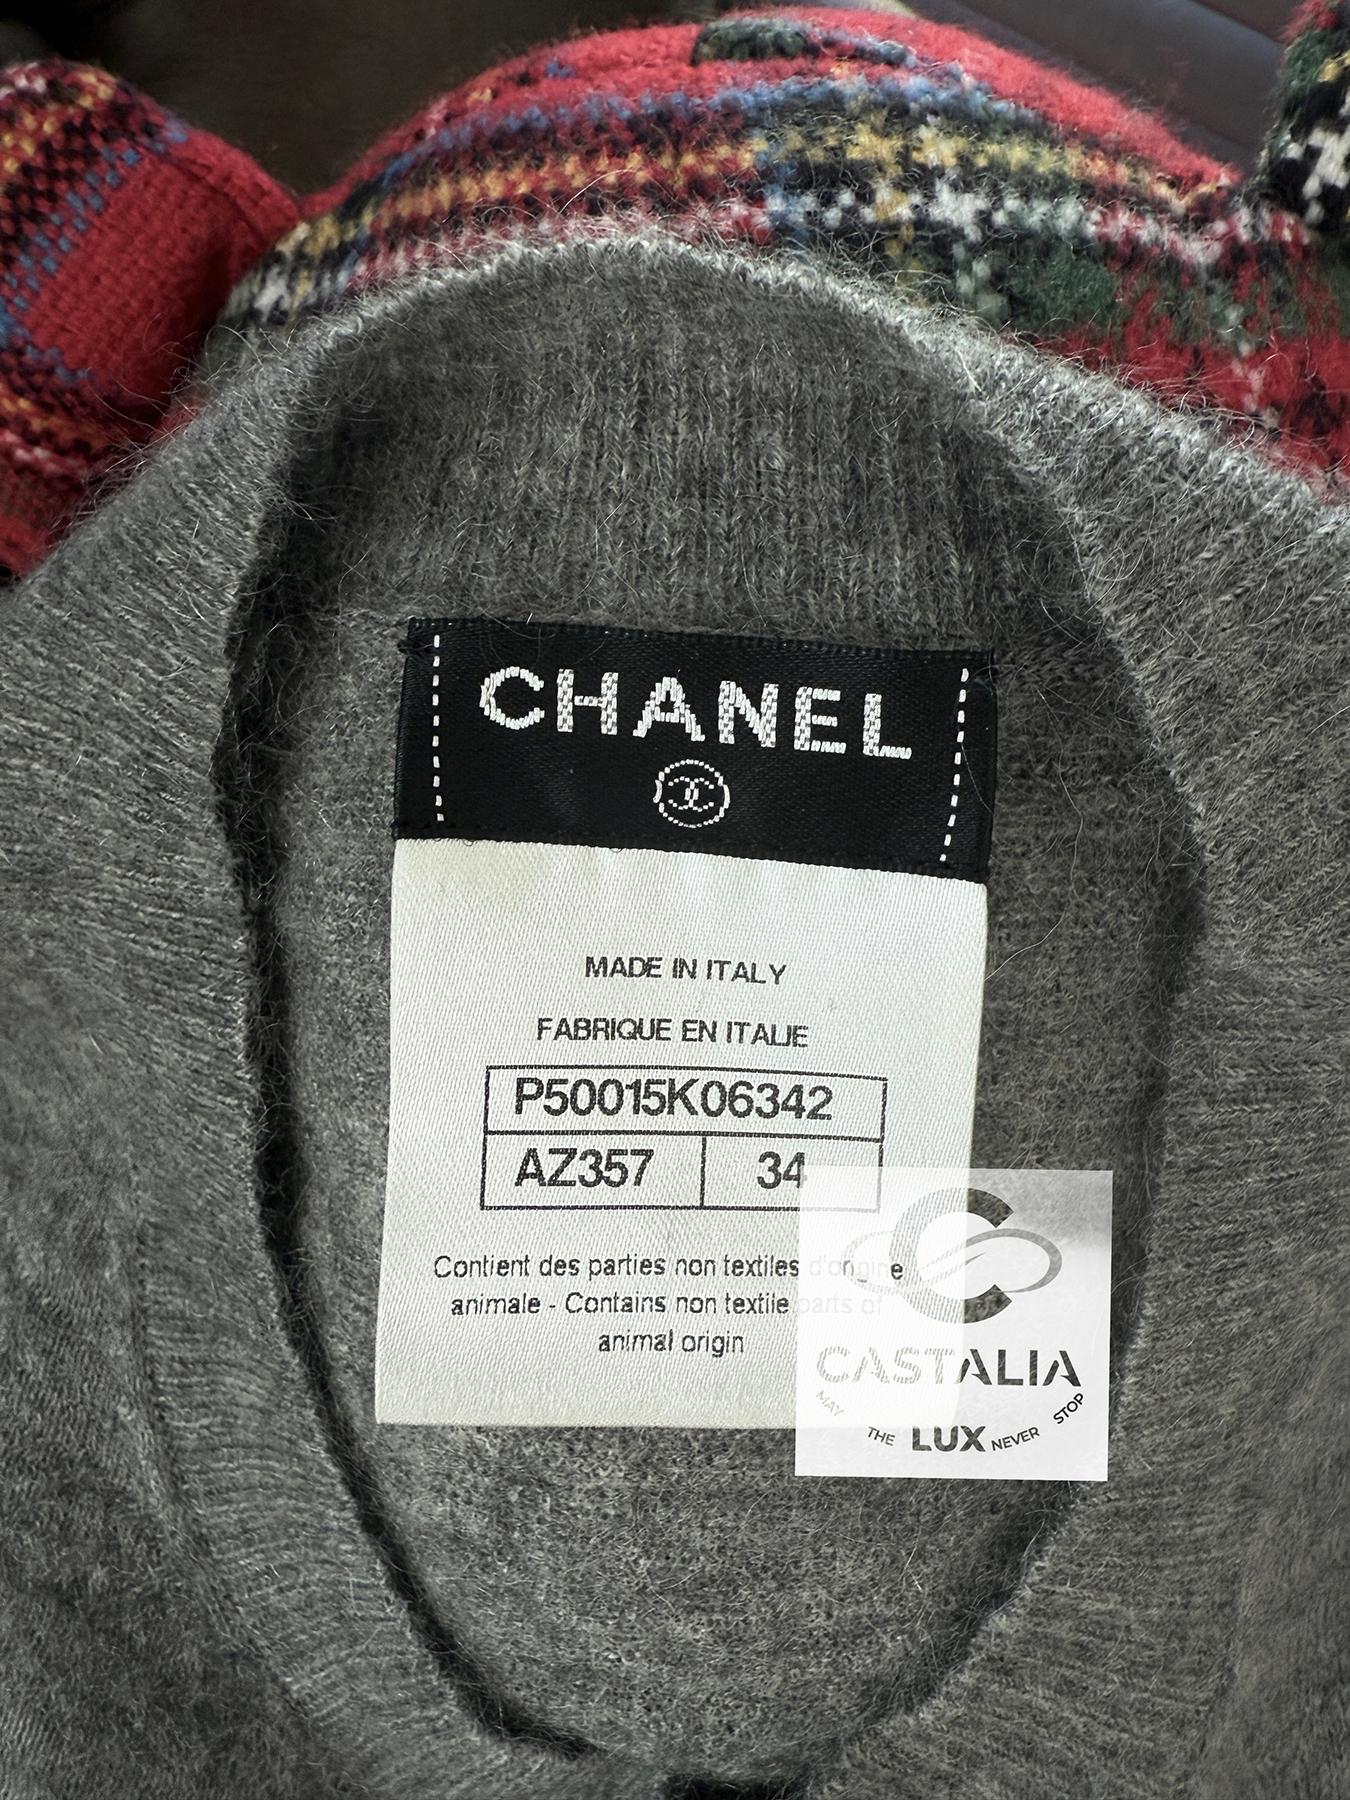 CHANEL
MADE IN ITALY
FABRIQUE EN ITALIE
P50015K06342
AZ357 34
Contient des parties non textiles d'origine
animale - Contains non textile parts of
animal origin
CASTALIA
MAY THE LUX NEVER STOP